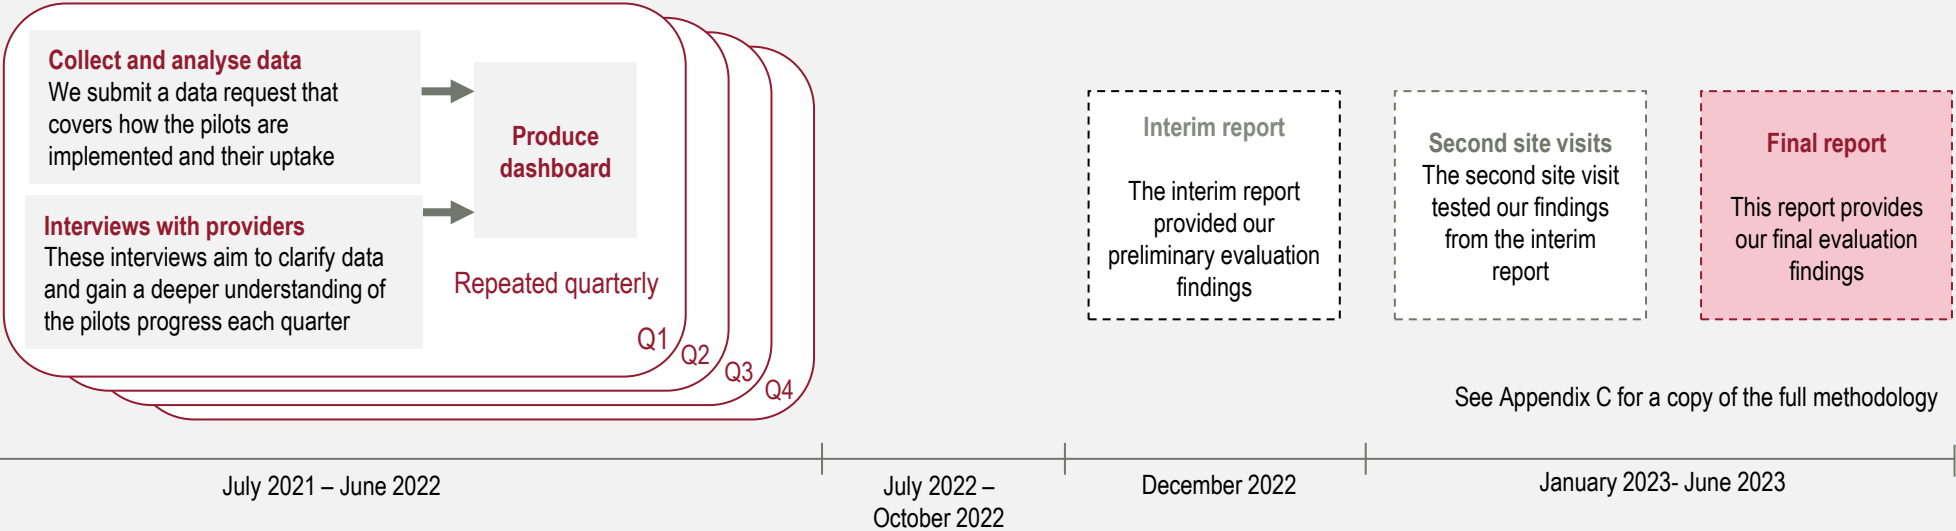 Collect and analyse data
We submit a data request that
covers how the pilots are
implemented and their uptake
Interviews with providers
These interviews aim to clarify data
and gain a deeper understanding of
the pilots progress each quarter
Produce
dashboard
Repeated quarterly
Q1
Q2
Q3
Q4
Interim report
The interim report
provided our
preliminary evaluation
findings
Second site visits
The second site visit
tested our findings
from the interim
report
Final report
This report provides
our final evaluation
findings
See Appendix C for a copy of the full methodology
July 2021 – June 2022
July 2022 –
October 2022
December 2022
January 2023- June 2023